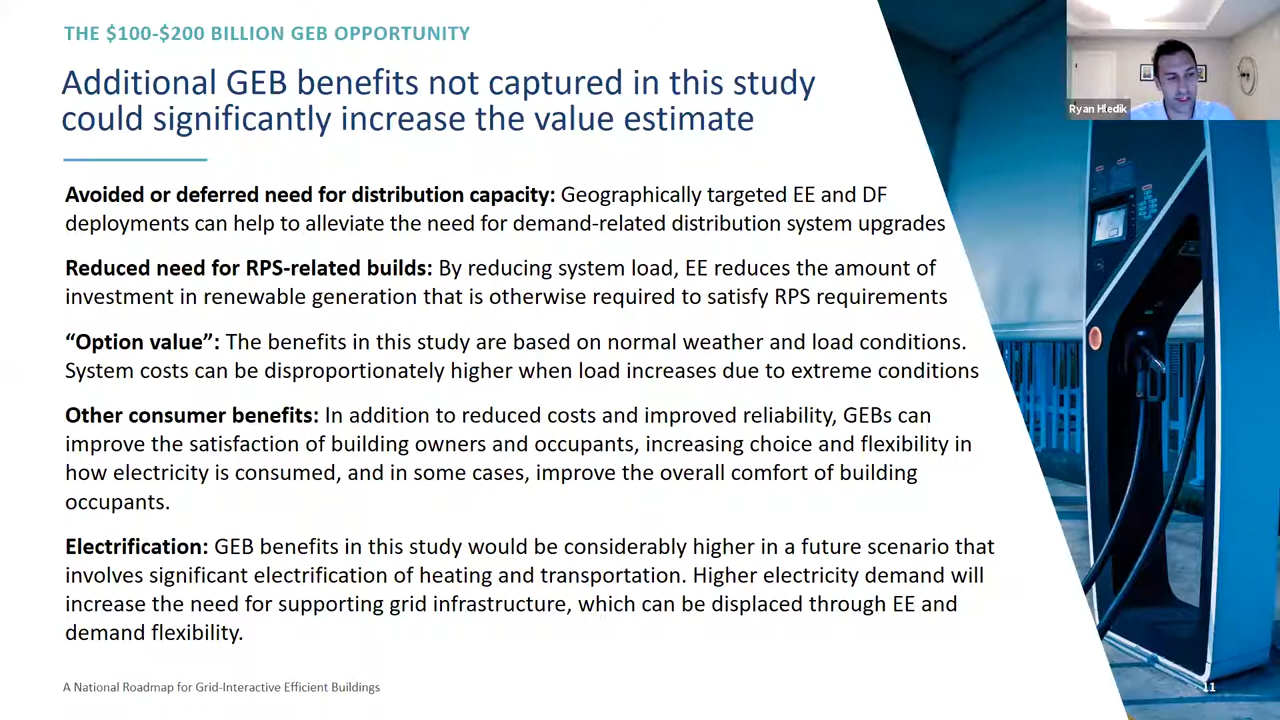 THE $100-$200 BILLION GEB OPPORTUNITY
Additional GEB benefits not captured in this study
could significantly increase the value estimate
Ryan Hledik
Avoided or deferred need for distribution capacity: Geographically targeted EE and DF
deployments can help to alleviate the need for demand-related distribution system upgrades
Reduced need for RPS-related builds: By reducing system load, EE reduces the amount of
investment in renewable generation that is otherwise required to satisfy RPS requirements
“Option value”: The benefits in this study are based on normal weather and load conditions.
System costs can be disproportionately higher when load increases due to extreme conditions
Other consumer benefits: In addition to reduced costs and improved reliability, GEBs can
improve the satisfaction of building owners and occupants, increasing choice and flexibility in
how electricity is consumed, and in some cases, improve the overall comfort of building
occupants.
Electrification: GEB benefits in this study would be considerably higher in a future scenario that
involves significant electrification of heating and transportation. Higher electricity demand will
increase the need for supporting grid infrastructure, which can be displaced through EE and
demand flexibility.
A National Roadmap for Grid-Interactive Efficient Buildings
11